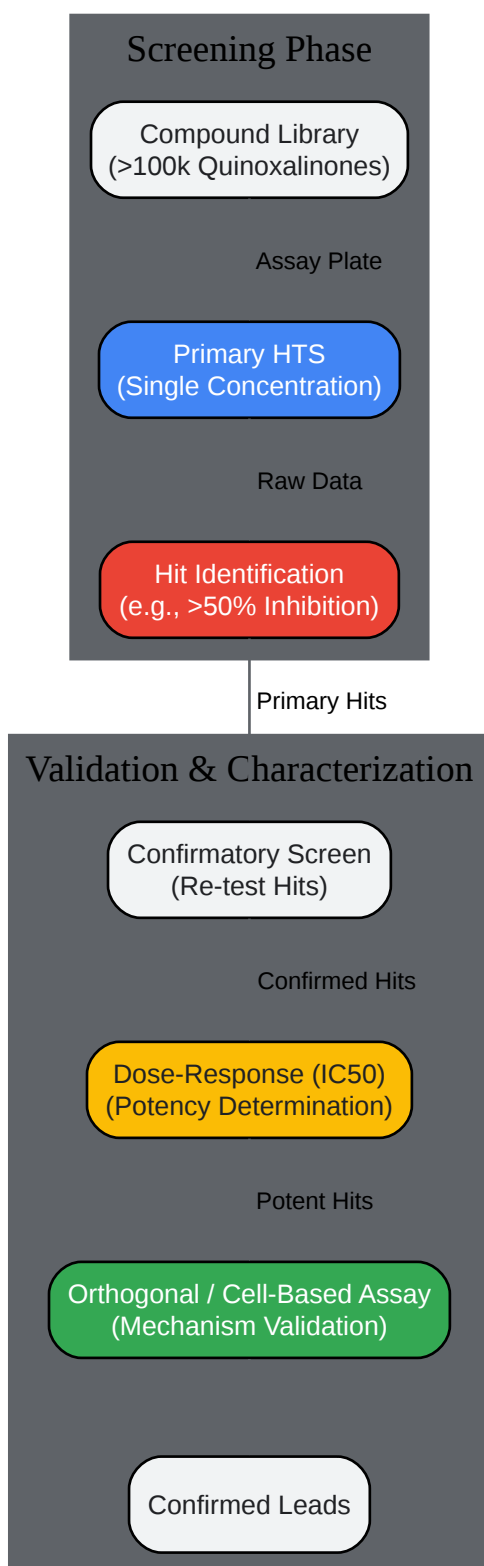 Screening Phase
Compound Library
(>100k Quinoxalinones)
Assay Plate
Primary HTS
(Single Concentration)
Raw Data
Hit Identification
(e.g., >50% Inhibition)
Primary Hits
Validation & Characterization
Confirmatory Screen
(Re-test Hits)
Confirmed Hits
Dose-Response (IC50)
(Potency Determination)
Potent Hits
Orthogonal / Cell-Based Assay
(Mechanism Validation)
Confirmed Leads